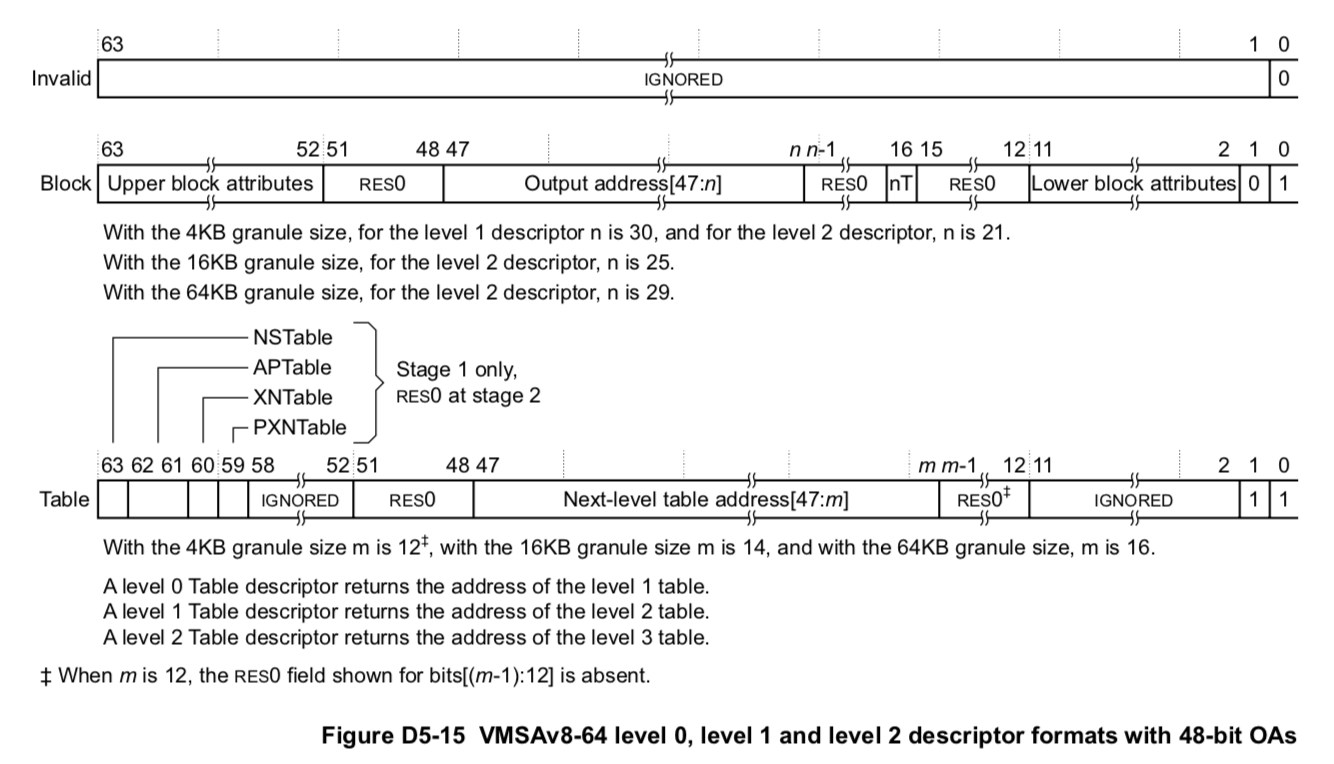 63 1 0
Invalid IGNORED 0
63 52 51 48 47 n n-1 16 15 12 11 2 1 0
Block Upper block attributes RES0 Output address[47:n] RES0 nT RES0 Lower block attributes 0 1
With the 4KB granule size, for the level 1 descriptor n is 30, and for the level 2 descriptor, n is 21.
With the 16KB granule size, for the level 2 descriptor, n is 25.
With the 64KB granule size, for the level 2 descriptor, n is 29.
NSTable
APTable
XNTable
PXNTable
Stage 1 only,
RES0 at stage 2
63 62 61 60 59 58 52 51 48 47 m m-1 12 11 2 1 0
Table IGNORED RES0 Next-level table address[47:m] RES0‡ IGNORED 1 1
With the 4KB granule size m is 12‡, with the 16KB granule size m is 14, and with the 64KB granule size, m is 16.
A level 0 Table descriptor returns the address of the level 1 table.
A level 1 Table descriptor returns the address of the level 2 table.
A level 2 Table descriptor returns the address of the level 3 table.
‡ When m is 12, the RES0 field shown for bits[(m-1):12] is absent.
Figure D5-15 VMSAv8-64 level 0, level 1 and level 2 descriptor formats with 48-bit OAs